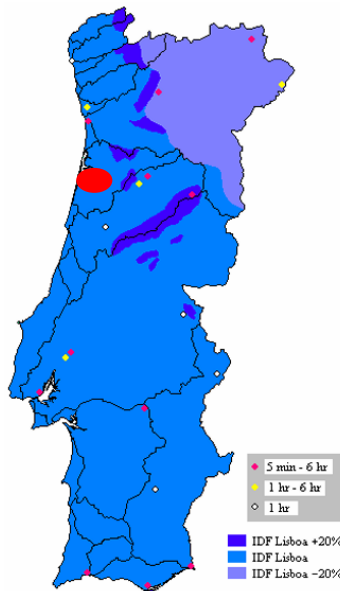 5 min - 6 hr
1 hr - 6 hr
1 hr
IDF Lisboa +20%
IDF Lisboa
IDF Lisboa −20%